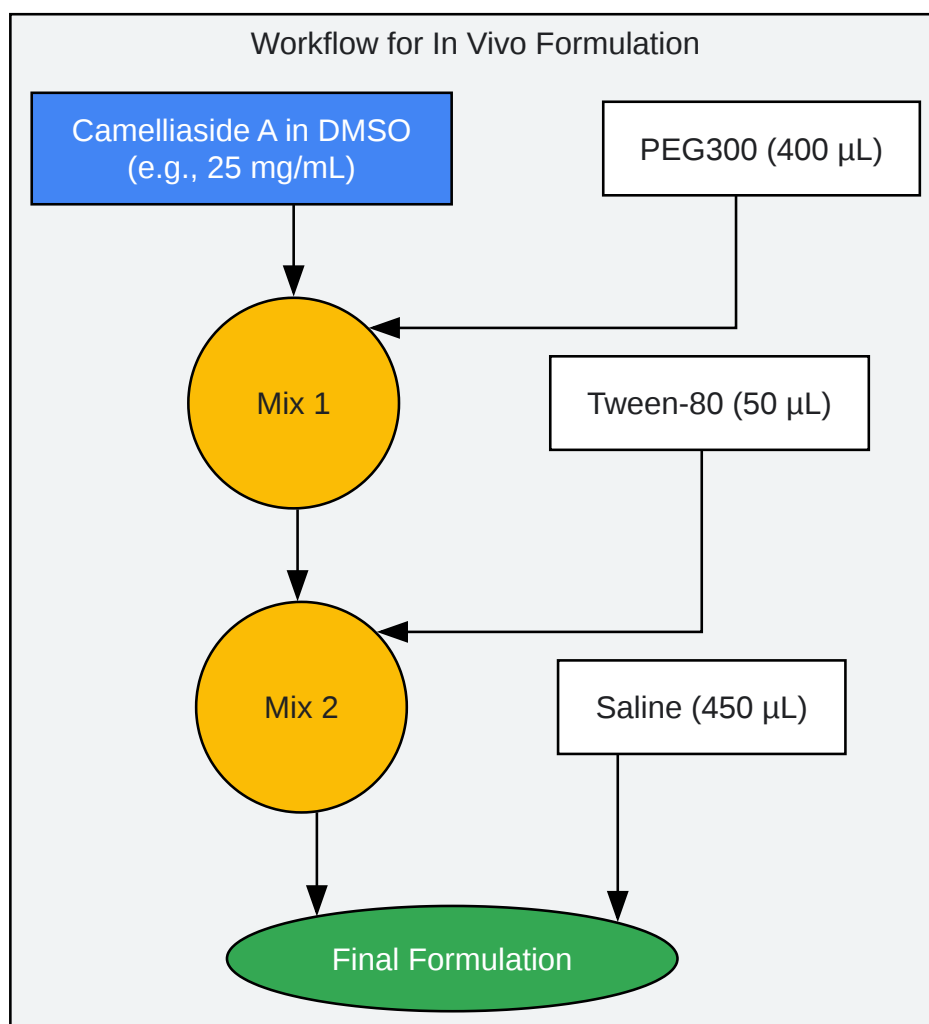 Workflow for In Vivo Formulation
Camelliaside A in DMSO
(e.g., 25 mg/mL)
PEG300 (400 µL)
Mix 1
Tween-80 (50 µL)
Mix 2
Saline (450 µL)
Final Formulation